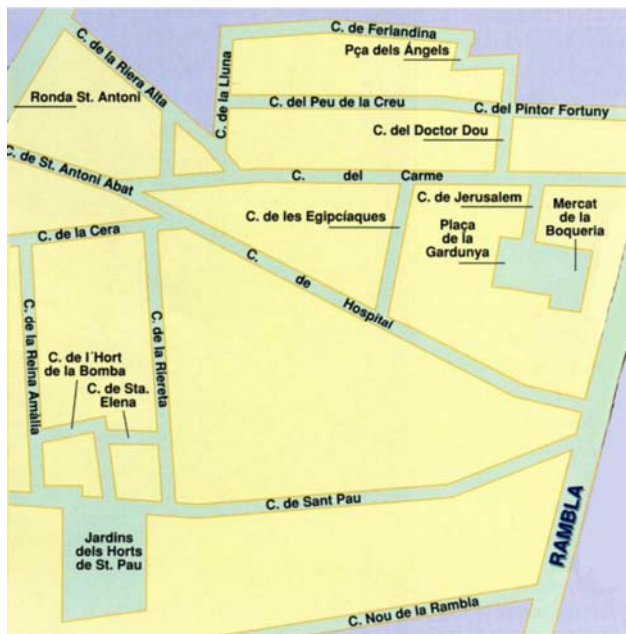 C. de Ferlandina
Pça dels Ángels
C. de la Riera Alta
C. de la Lluna
Ronda St. Antoni
C. del Peu de la Creu
C. del Pintor Fortuny
C. del Doctor Dou
C. de St. Antoni Abat
C. del Carme
C. de Jerusalem
Mercat
de la
Boqueria
C. de les Egipcíaques
Plaça
de la
Gardunya
C. de la Cera
C. de Hospital
C. de la Reina Amàlia
C. de la Riereta
C. de l´Hort
de la Bomba
C. de Sta.
Elena
C. de Sant Pau
RAMBLA
Jardins
dels Horts
de St. Pau
C. Nou de la Rambla